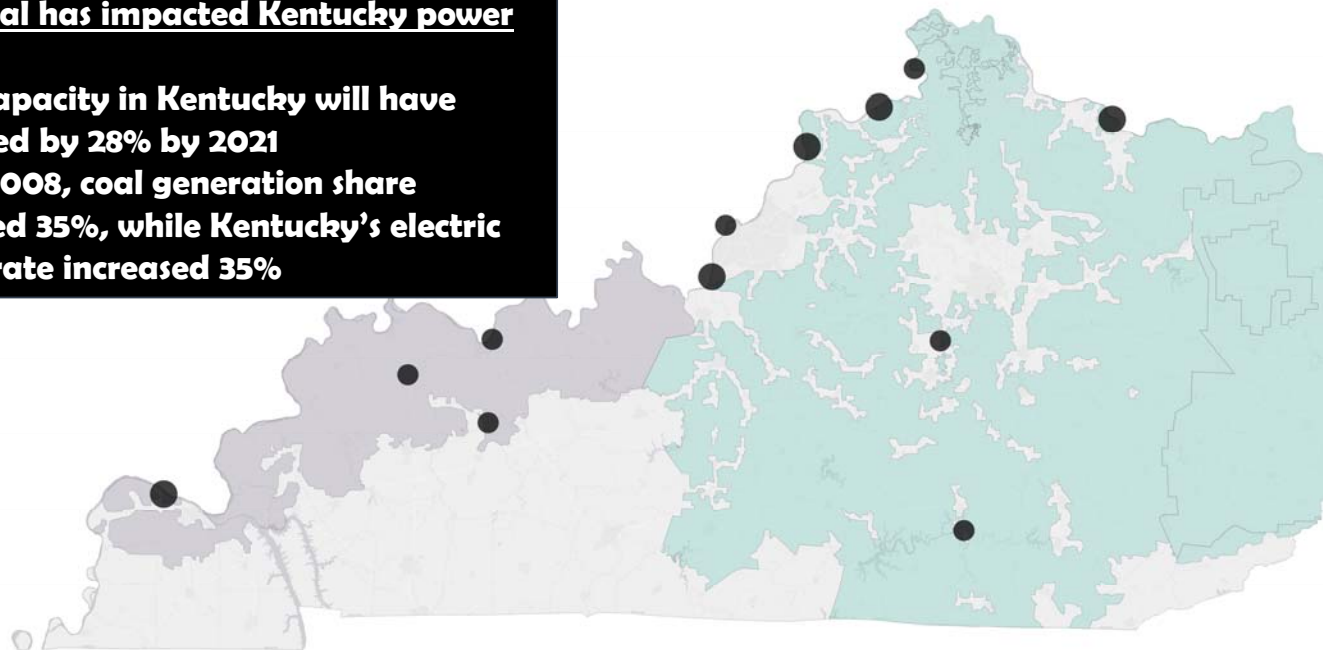 al has impacted Kentucky power
apacity in Kentucky will have
ed by 28% by 2021
008, coal generation share
ed 35%, while Kentucky's electric
rate increased 35%